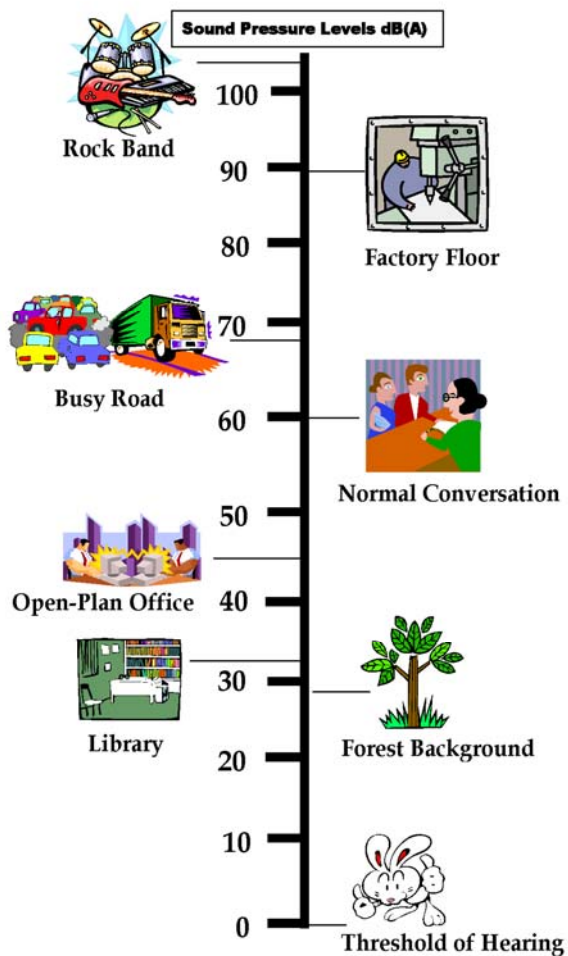 Sound Pressure Levels dB(A)
100
Rock Band
90
80
Factory Floor
70
Busy Road
60
Normal Conversation
50
Open-Plan Office
40
30
Library
Forest Background
20
10
0
Threshold of Hearing